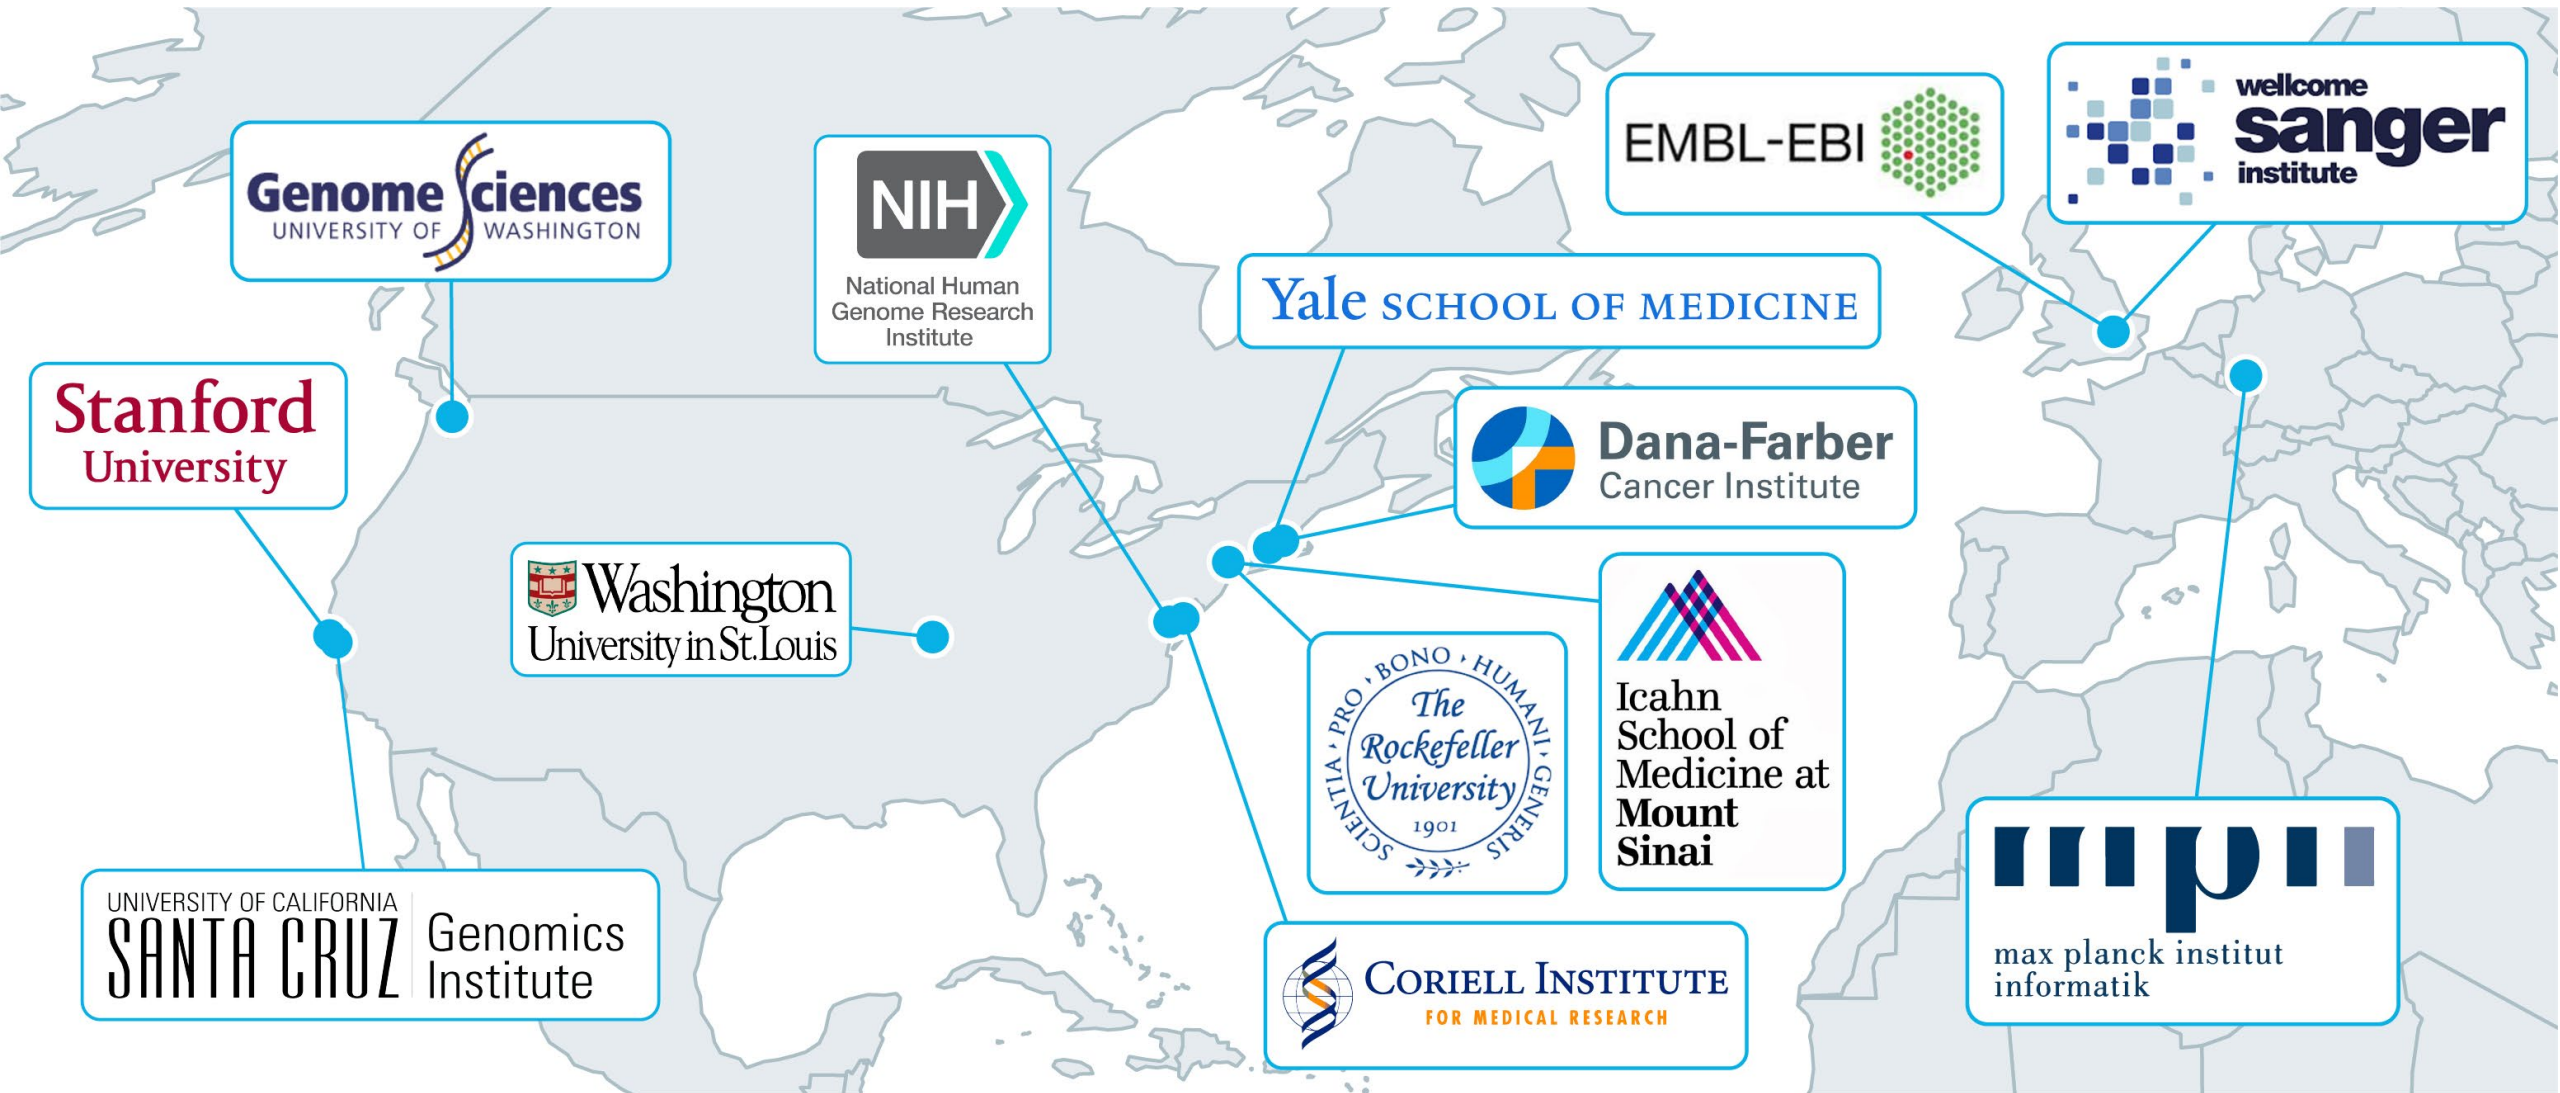 Genome Sciences
UNIVERSITY OF WASHINGTON
NIH
National Human
Genome Research
Institute
EMBL-EBI
wellcome
sanger
institute
Yale SCHOOL OF MEDICINE
Stanford
University
Dana-Farber
Cancer Institute
Washington
University in St. Louis
SCIENTIA · PRO · BONO · HUMANI · GENERIS
The
Rockefeller
University
1901
Icahn
School of
Medicine at
Mount
Sinai
UNIVERSITY OF CALIFORNIA
SANTA CRUZ
Genomics
Institute
CORIELL INSTITUTE
FOR MEDICAL RESEARCH
mpii
max planck institut
informatik